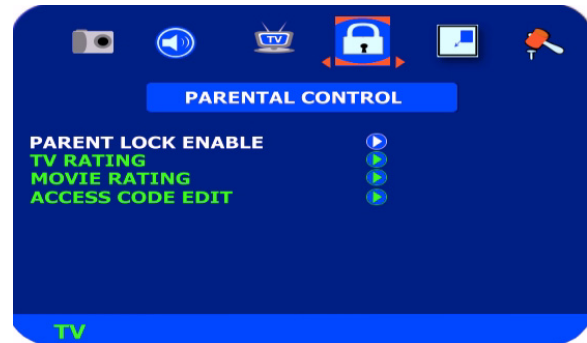 TV
PARENTAL CONTROL
PARENT LOCK ENABLE
TV RATING
MOVIE RATING
ACCESS CODE EDIT
TV